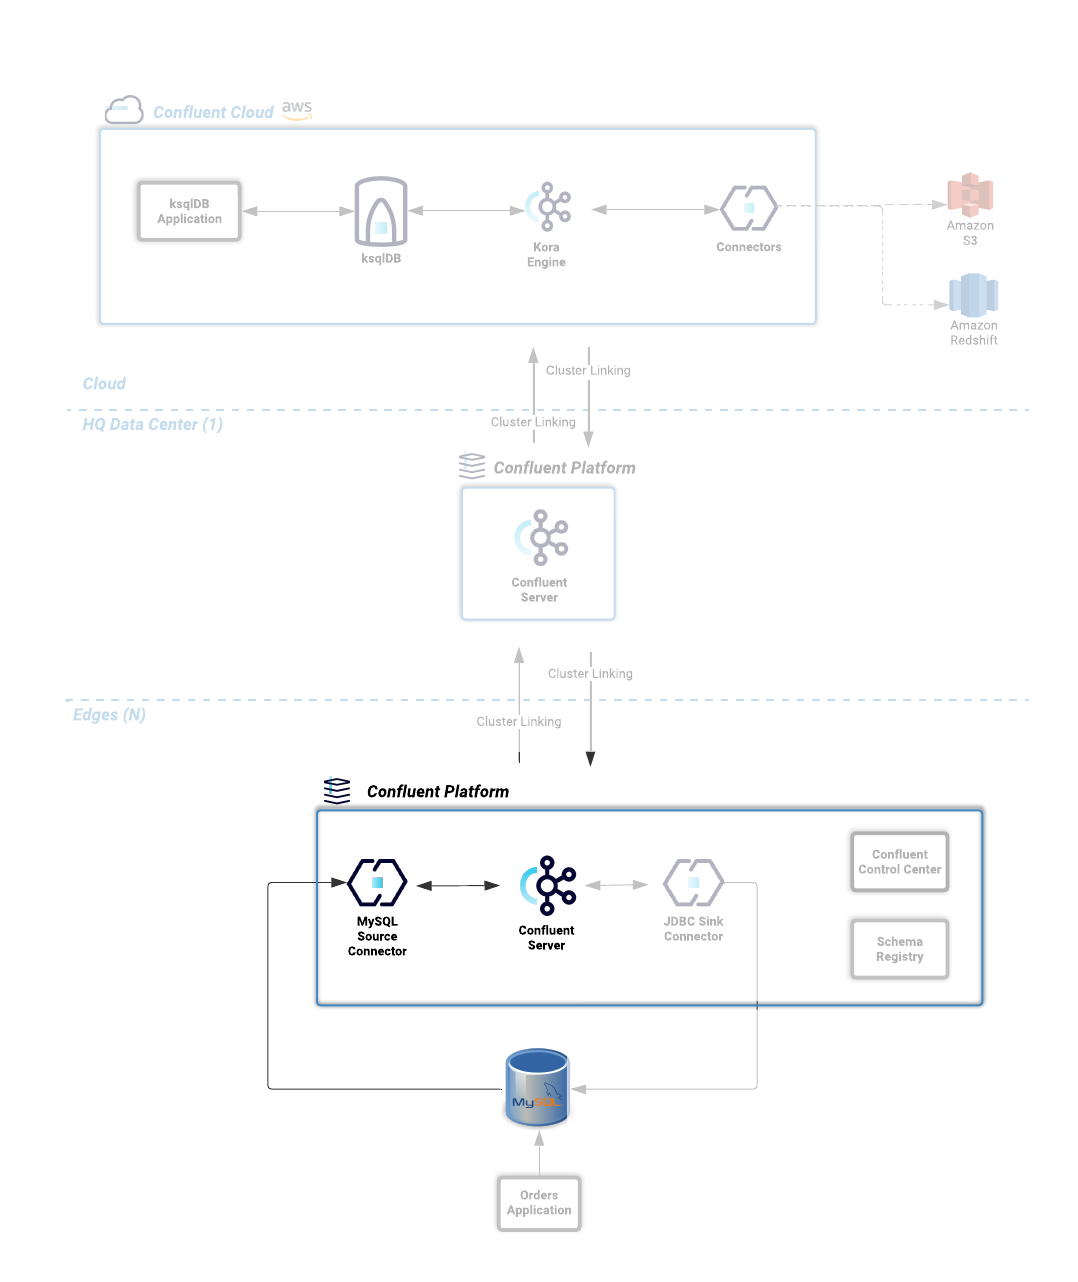 Confluent Cloud
aws
ksqlDB
Application
ksqlDB
Kora
Engine
Connectors
Amazon
S3
Amazon
Redshift
Cluster Linking
Cloud
Cluster Linking
HQ Data Center (1)
Confluent Platform
Confluent
Server
Cluster Linking
Edges (N)
Cluster Linking
Confluent Platform
Confluent
Control Center
MySQL
Source
Connector
Confluent
Server
JDBC Sink
Connector
Schema
Registry
MySQL
Orders
Application